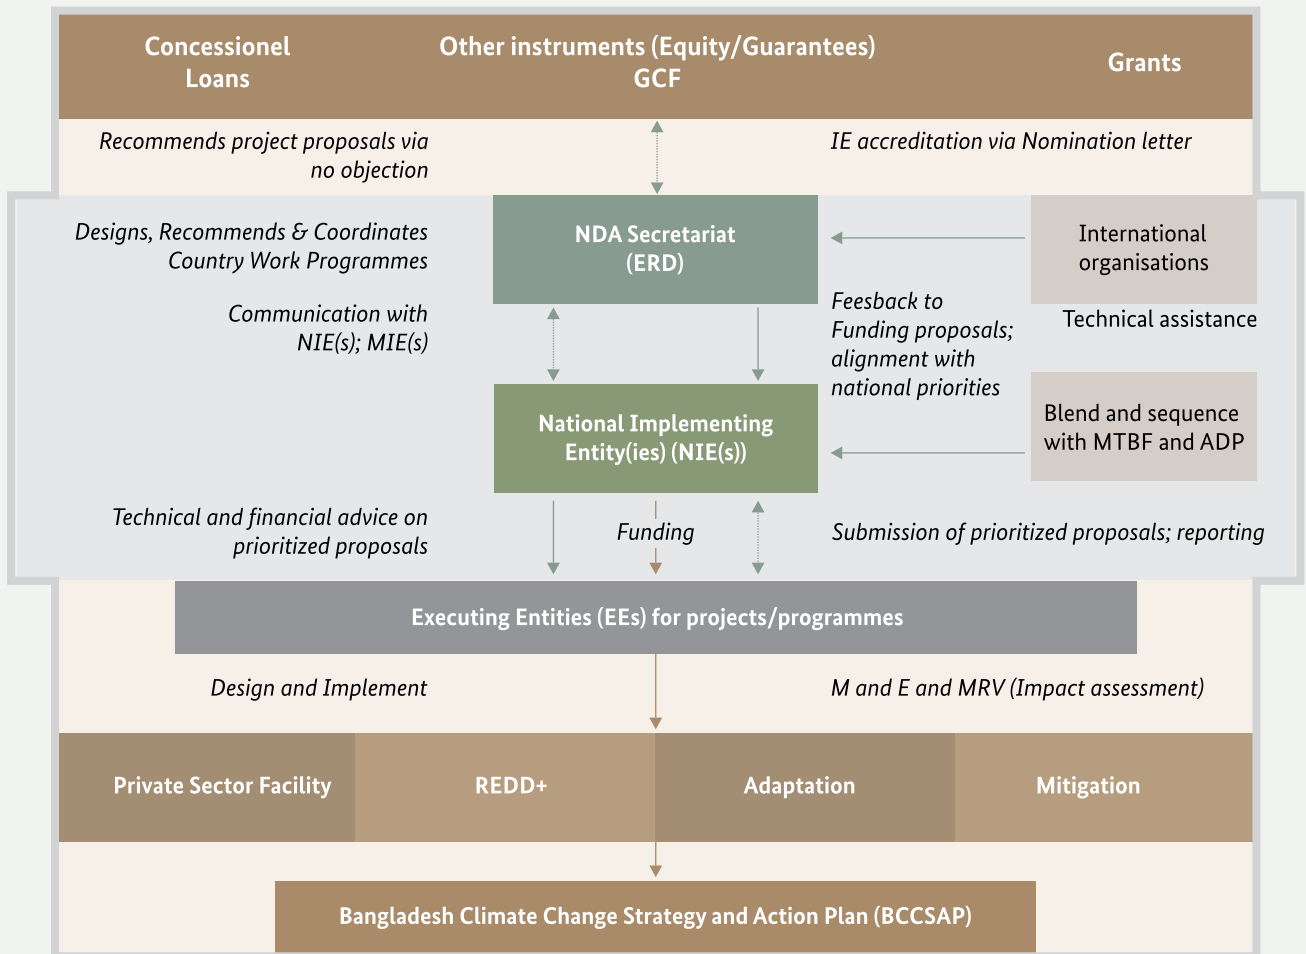 Concessionel
Loans
Other instruments (Equity/Guarantees)
GCF
Grants
Recommends project proposals via
no objection
IE accreditation via Nomination letter
Designs, Recommends & Coordinates
Country Work Programmes
NDA Secretariat
(ERD)
International
organisations
Communication with
NIE(s); MIE(s)
Feesback to
Funding proposals;
alignment with
national priorities
Technical assistance
National Implementing
Entity(ies) (NIE(s))
Blend and sequence
with MTBF and ADP
Technical and financial advice on
prioritized proposals
Funding
Submission of prioritized proposals; reporting
Executing Entities (EEs) for projects/programmes
Design and Implement
M and E and MRV (Impact assessment)
Private Sector Facility
REDD+
Adaptation
Mitigation
Bangladesh Climate Change Strategy and Action Plan (BCCSAP)